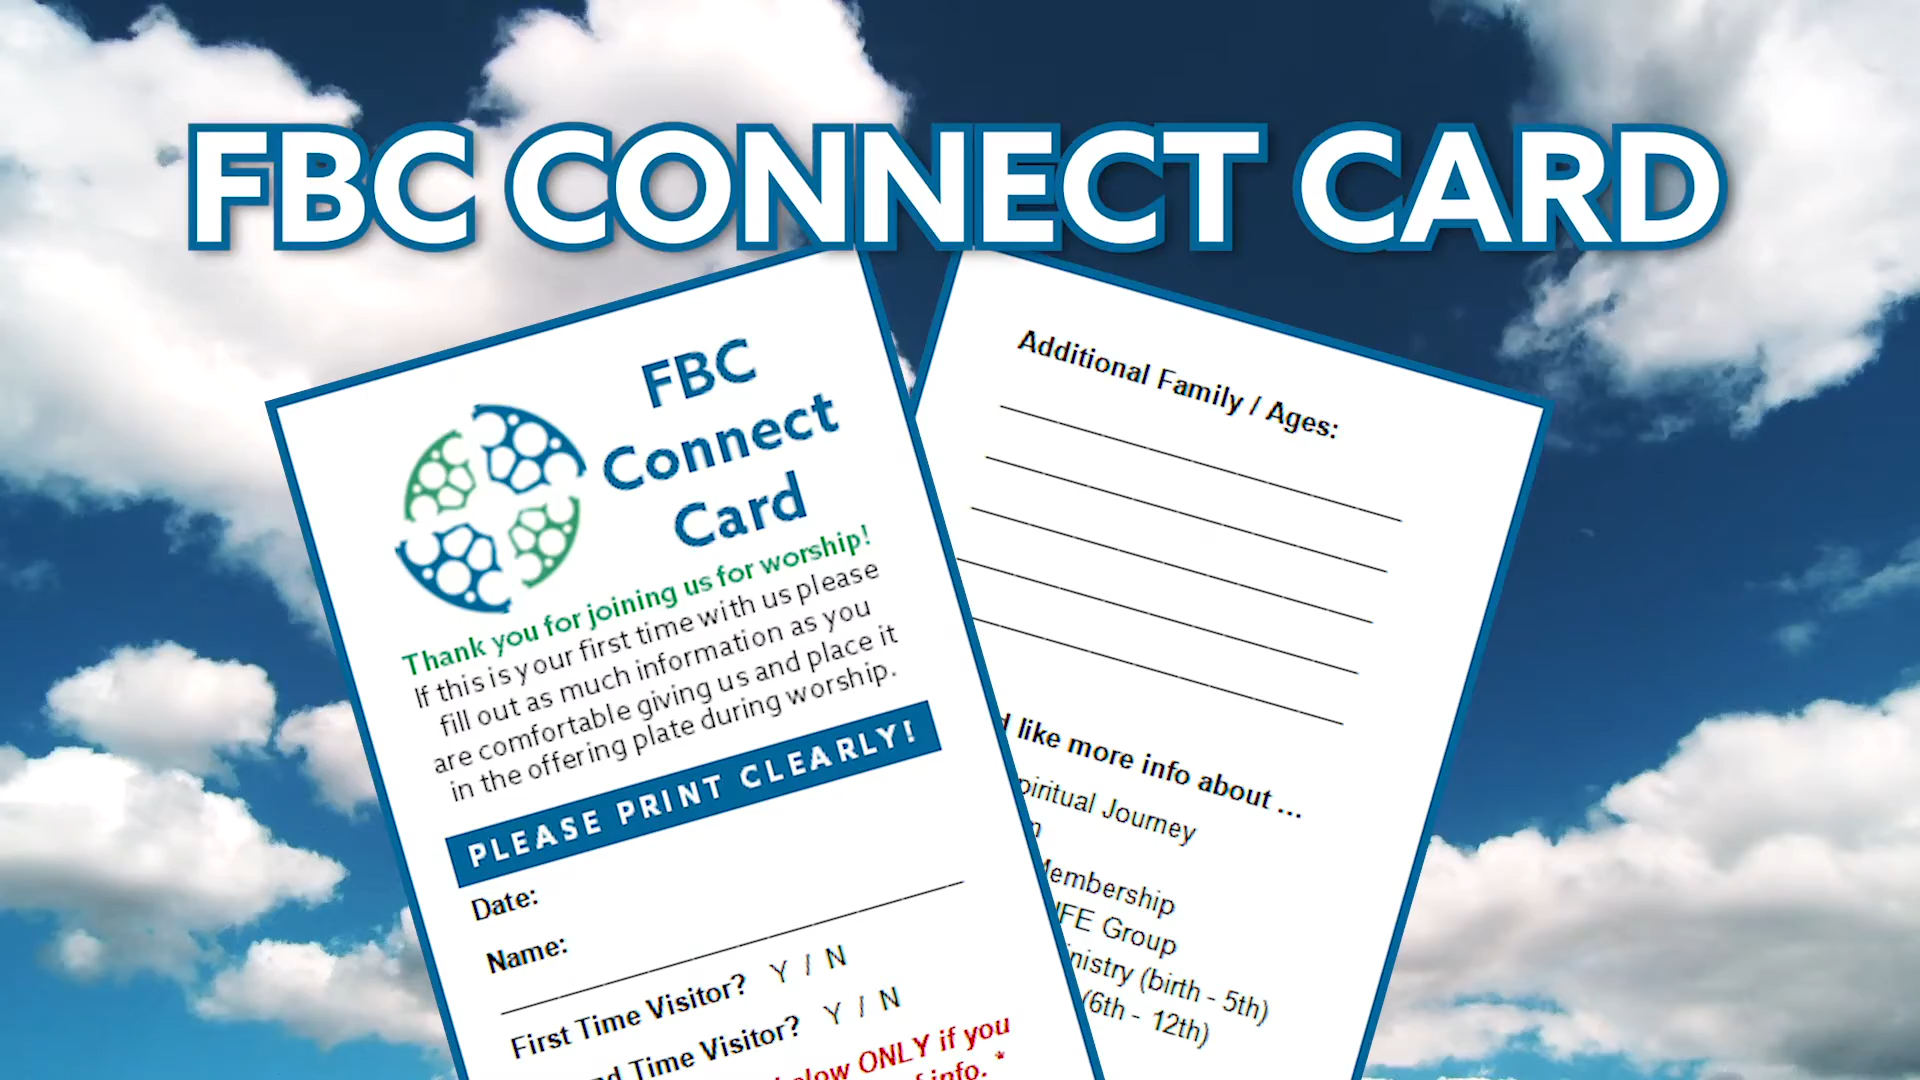 FBC CONNECT CARD
FBC
Connect
Card
Thank you for joining us for worship!
If this is your first time with us please
fill out as much information as you
are comfortable giving us and place it
in the offering plate during worship.
PLEASE PRINT CLEARLY!
Date:
Name:
First Time Visitor? Y / N
Time Visitor? Y / N
ONLY if you
info. *
Additional Family / Ages:
like more info about ...
Journey
Membership
Group
(birth - 5th)
(6th - 12th)